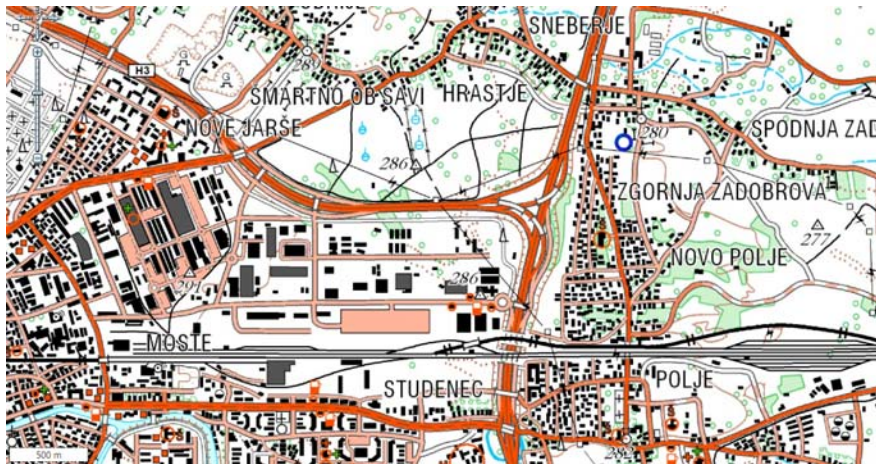 SNEBERJE
H3
ŠMARTNO OB SAVI
HRASTJE
NOVE JARŠE
286
280
SPODNJA ZAD
ZGORNJA ZADOBROVA
277
NOVO POLJE
286
MOSTE
STUDENEC
POLJE
500 m